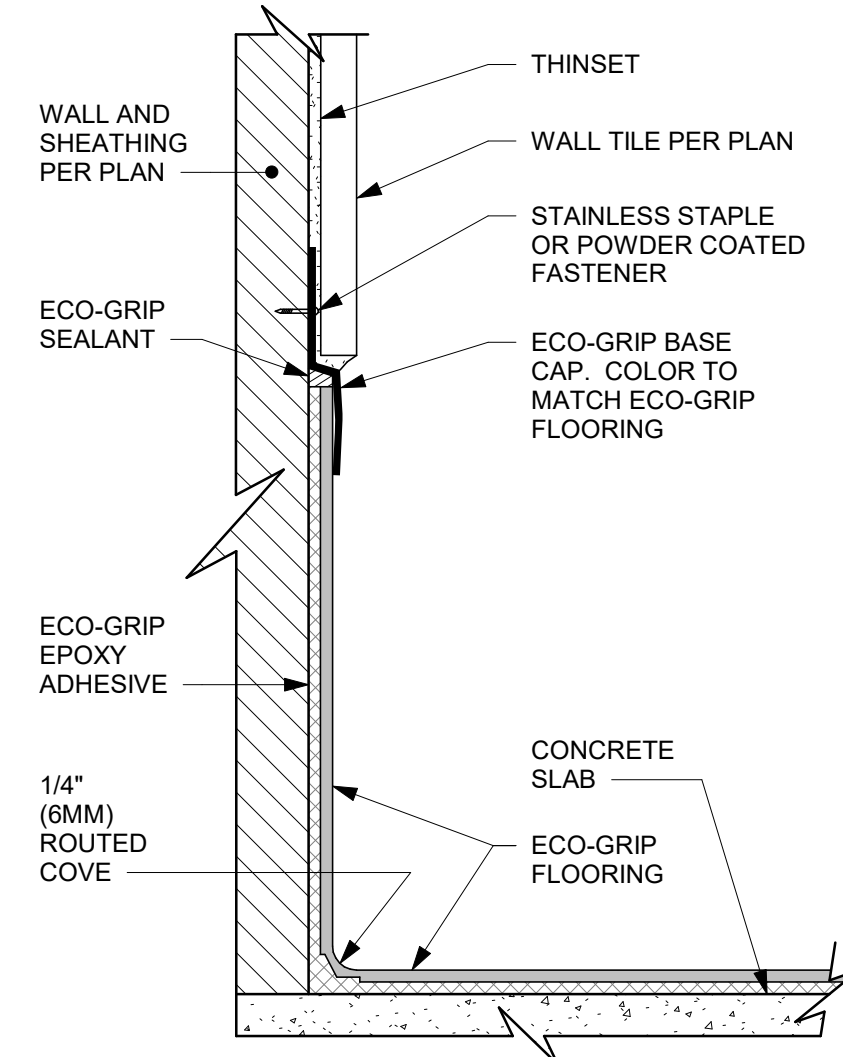 WALL AND
SHEATHING
PER PLAN
ECO-GRIP
SEALANT
ECO-GRIP
EPOXY
ADHESIVE
1/4"
(6MM)
ROUTED
COVE
THINSET
WALL TILE PER PLAN
STAINLESS STAPLE
OR POWDER COATED
FASTENER
ECO-GRIP BASE
CAP.  COLOR TO
MATCH ECO-GRIP
FLOORING
CONCRETE
SLAB
ECO-GRIP
FLOORING